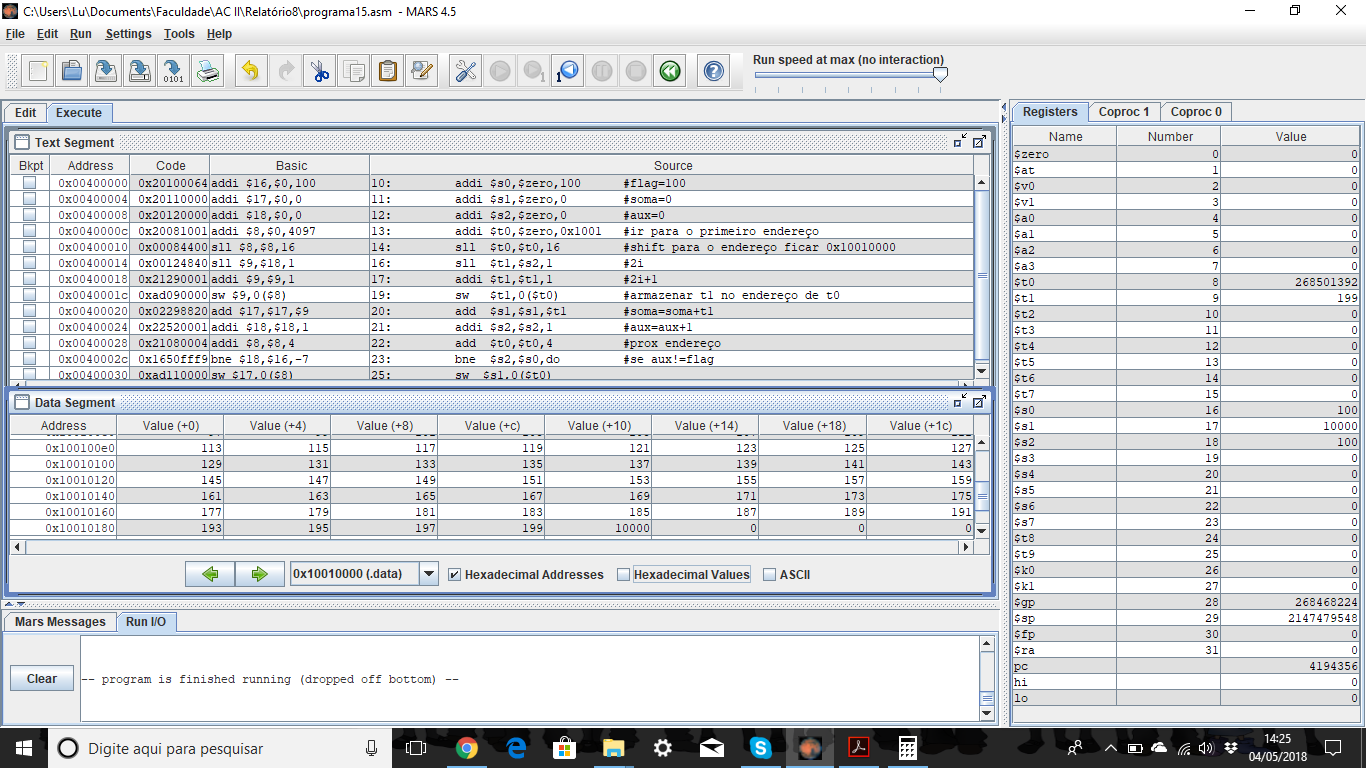 C:\Users\Lu\Documents\Faculdade\AC II\Relatório8\programa15.asm - MARS 4.5
File Edit Run Settings Tools Help
Run speed at max (no interaction)
Edit Execute
Text Segment
Bkpt Address Code Basic Source
0x00400000 0x20100064 addi $16,$0,100 10: addi $s0,$zero,100 #flag=100
0x00400004 0x20110000 addi $17,$0,0 11: addi $s1,$zero,0 #soma=0
0x00400008 0x20120000 addi $18,$0,0 12: addi $s2,$zero,0 #aux=0
0x0040000c 0x20081001 addi $8,$0,4097 13: addi $t0,$zero,0x1001 #ir para o primeiro endereço
0x00400010 0x00084400 sll $8,$8,16 14: sll $t0,$t0,16 #shift para o endereço ficar 0x10010000
0x00400014 0x00124840 sll $9,$18,1 16: sll $t1,$s2,1 #2i
0x00400018 0x21290001 addi $9,$9,1 17: addi $t1,$t1,1 #2i+1
0x0040001c 0xad090000 sw $9,0($8) 19: sw $t1,0($t0) #armazenar t1 no endereço de t0
0x00400020 0x02298820 add $17,$17,$9 20: add $s1,$s1,$t1 #soma=soma+t1
0x00400024 0x22520001 addi $18,$18,1 21: addi $s2,$s2,1 #aux=aux+1
0x00400028 0x21080004 addi $8,$8,4 22: add $t0,$t0,4 #prox endereço
0x0040002c 0x1650fff9 bne $18,$16,-7 23: bne $s2,$s0,do #se aux!=flag
0x00400030 0xad110000 sw $17,0($8) 25: sw $s1,0($t0)
Data Segment
Address Value (+0) Value (+4) Value (+8) Value (+c) Value (+10) Value (+14) Value (+18) Value (+1c)
0x100100e0 113 115 117 119 121 123 125 127
0x10010100 129 131 133 135 137 139 141 143
0x10010120 145 147 149 151 153 155 157 159
0x10010140 161 163 165 167 169 171 173 175
0x10010160 177 179 181 183 185 187 189 191
0x10010180 193 195 197 199 10000 0 0 0
0x10010000 (.data) Hexadecimal Addresses Hexadecimal Values ASCII
Mars Messages Run I/O
Clear
-- program is finished running (dropped off bottom) --
Registers Coproc 1 Coproc 0
Name Number Value
$zero 0 0
$at 1 0
$v0 2 0
$v1 3 0
$a0 4 0
$a1 5 0
$a2 6 0
$a3 7 0
$t0 8 268501392
$t1 9 199
$t2 10 0
$t3 11 0
$t4 12 0
$t5 13 0
$t6 14 0
$t7 15 0
$s0 16 100
$s1 17 10000
$s2 18 100
$s3 19 0
$s4 20 0
$s5 21 0
$s6 22 0
$s7 23 0
$t8 24 0
$t9 25 0
$k0 26 0
$k1 27 0
$gp 28 268468224
$sp 29 2147479548
$fp 30 0
$ra 31 0
pc 4194356
hi 0
lo 0
Digite aqui para pesquisar
14:25
04/05/2018